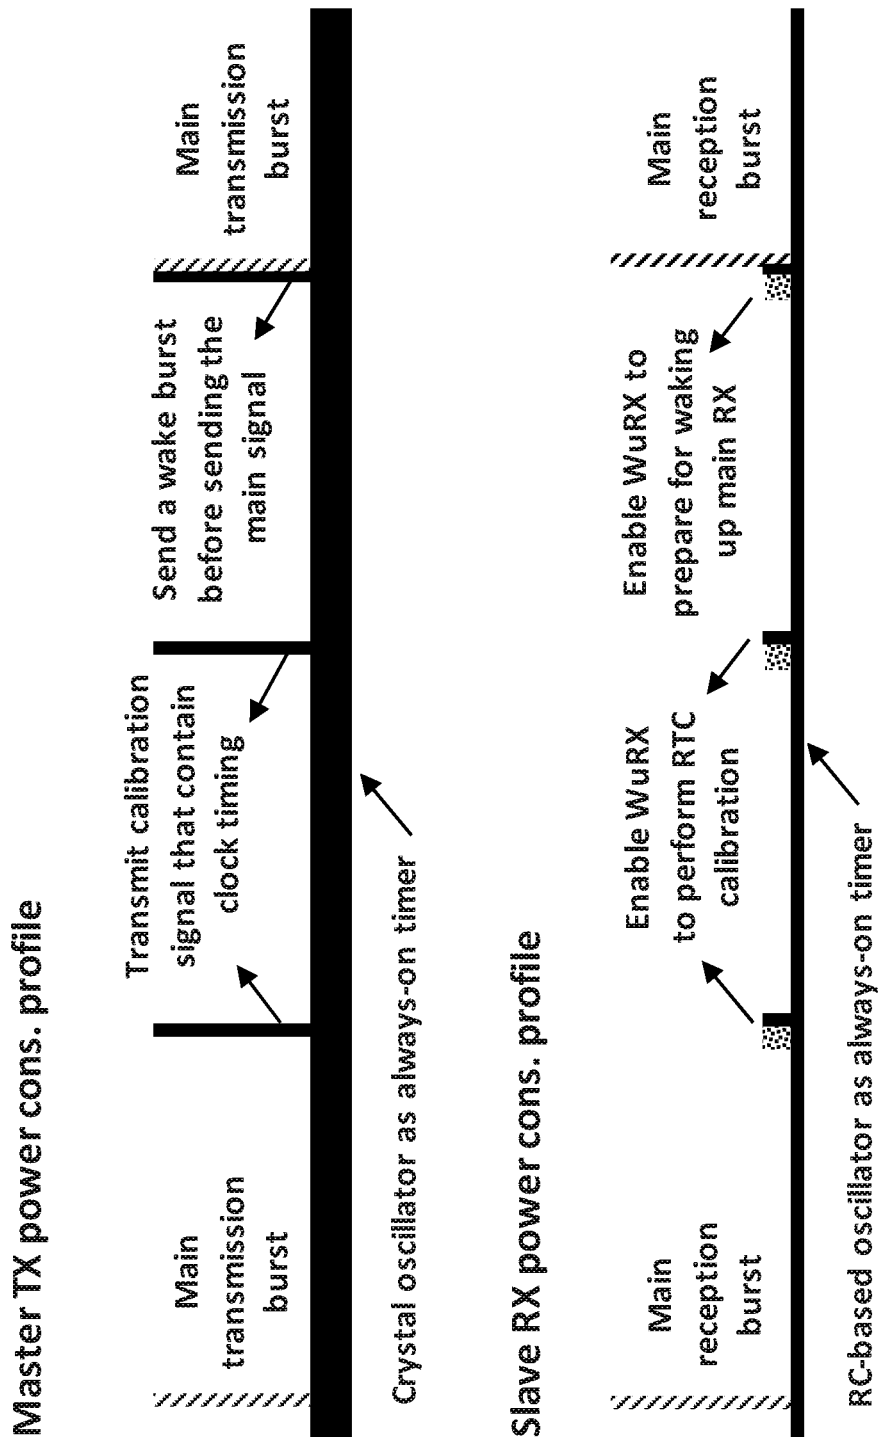 Master TX power cons. profile
Main
transmission
burst
Transmit calibration
signal that contain
clock timing
Send a wake burst
before sending the
main signal
Main
transmission
burst
Crystal oscillator as always-on timer
Slave RX power cons. profile
Main
reception
burst
Enable WuRX
to perform RTC
calibration
Enable WuRX to
prepare for waking
up main RX
Main
reception
burst
RC-based oscillator as always-on timer